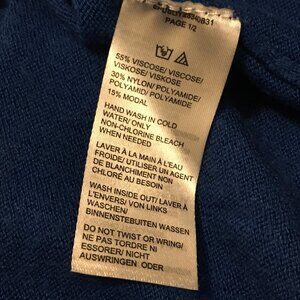 PAGE 1/2
55% VISCOSE/ VISCOSE/
VISKOSE/ VISKOSE
30% NYLON/ POLYAMIDE/
POLYAMID/ POLYAMIDE
15% MODAL
HAND WASH IN COLD
WATER/ ONLY
NON-CHLORINE BLEACH
WHEN NEEDED
LAVER À LA MAIN À L'EAU
FROIDE/ UTILISER UN AGENT
DE BLANCHIMENT NON
CHLORÉ AU BESOIN
WASH INSIDE OUT/ LAVER À
L'ENVERS/ VON LINKS
WASCHEN/
BINNENSTEBUITEN WASSEN
DO NOT TWIST OR WRING/
NE PAS TORDRE NI
ESSORER/ NICHT
AUSWRINGEN ODER